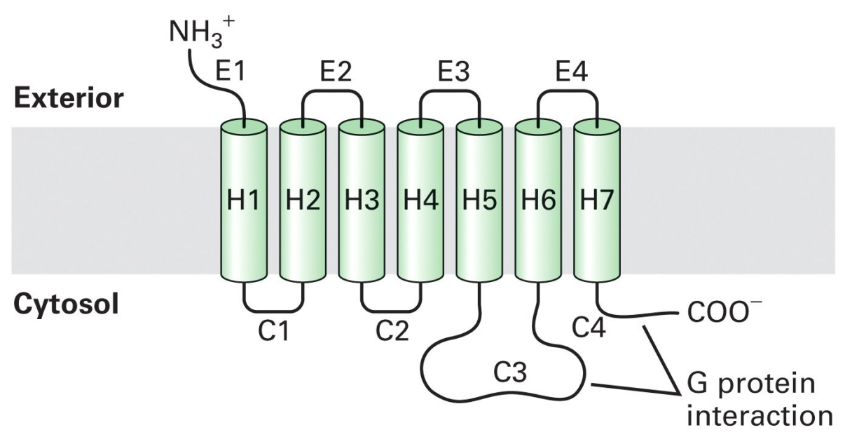 NH₃⁺
E1 E2 E3 E4
Exterior
H1 H2 H3 H4 H5 H6 H7
Cytosol
C1 C2 C3 C4
COO⁻
G protein
interaction